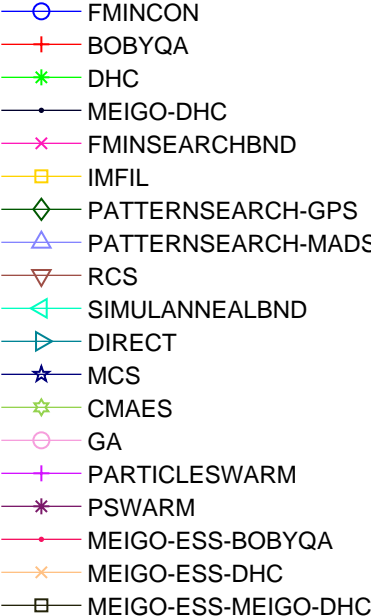 FMINCON
BOBYQA
DHC
MEIGO-DHC
FMINSEARCHBND
IMFIL
PATTERNSEARCH-GPS
PATTERNSEARCH-MADS
RCS
SIMULANNEALBND
DIRECT
MCS
CMAES
GA
PARTICLESWARM
PSWARM
MEIGO-ESS-BOBYQA
MEIGO-ESS-DHC
MEIGO-ESS-MEIGO-DHC